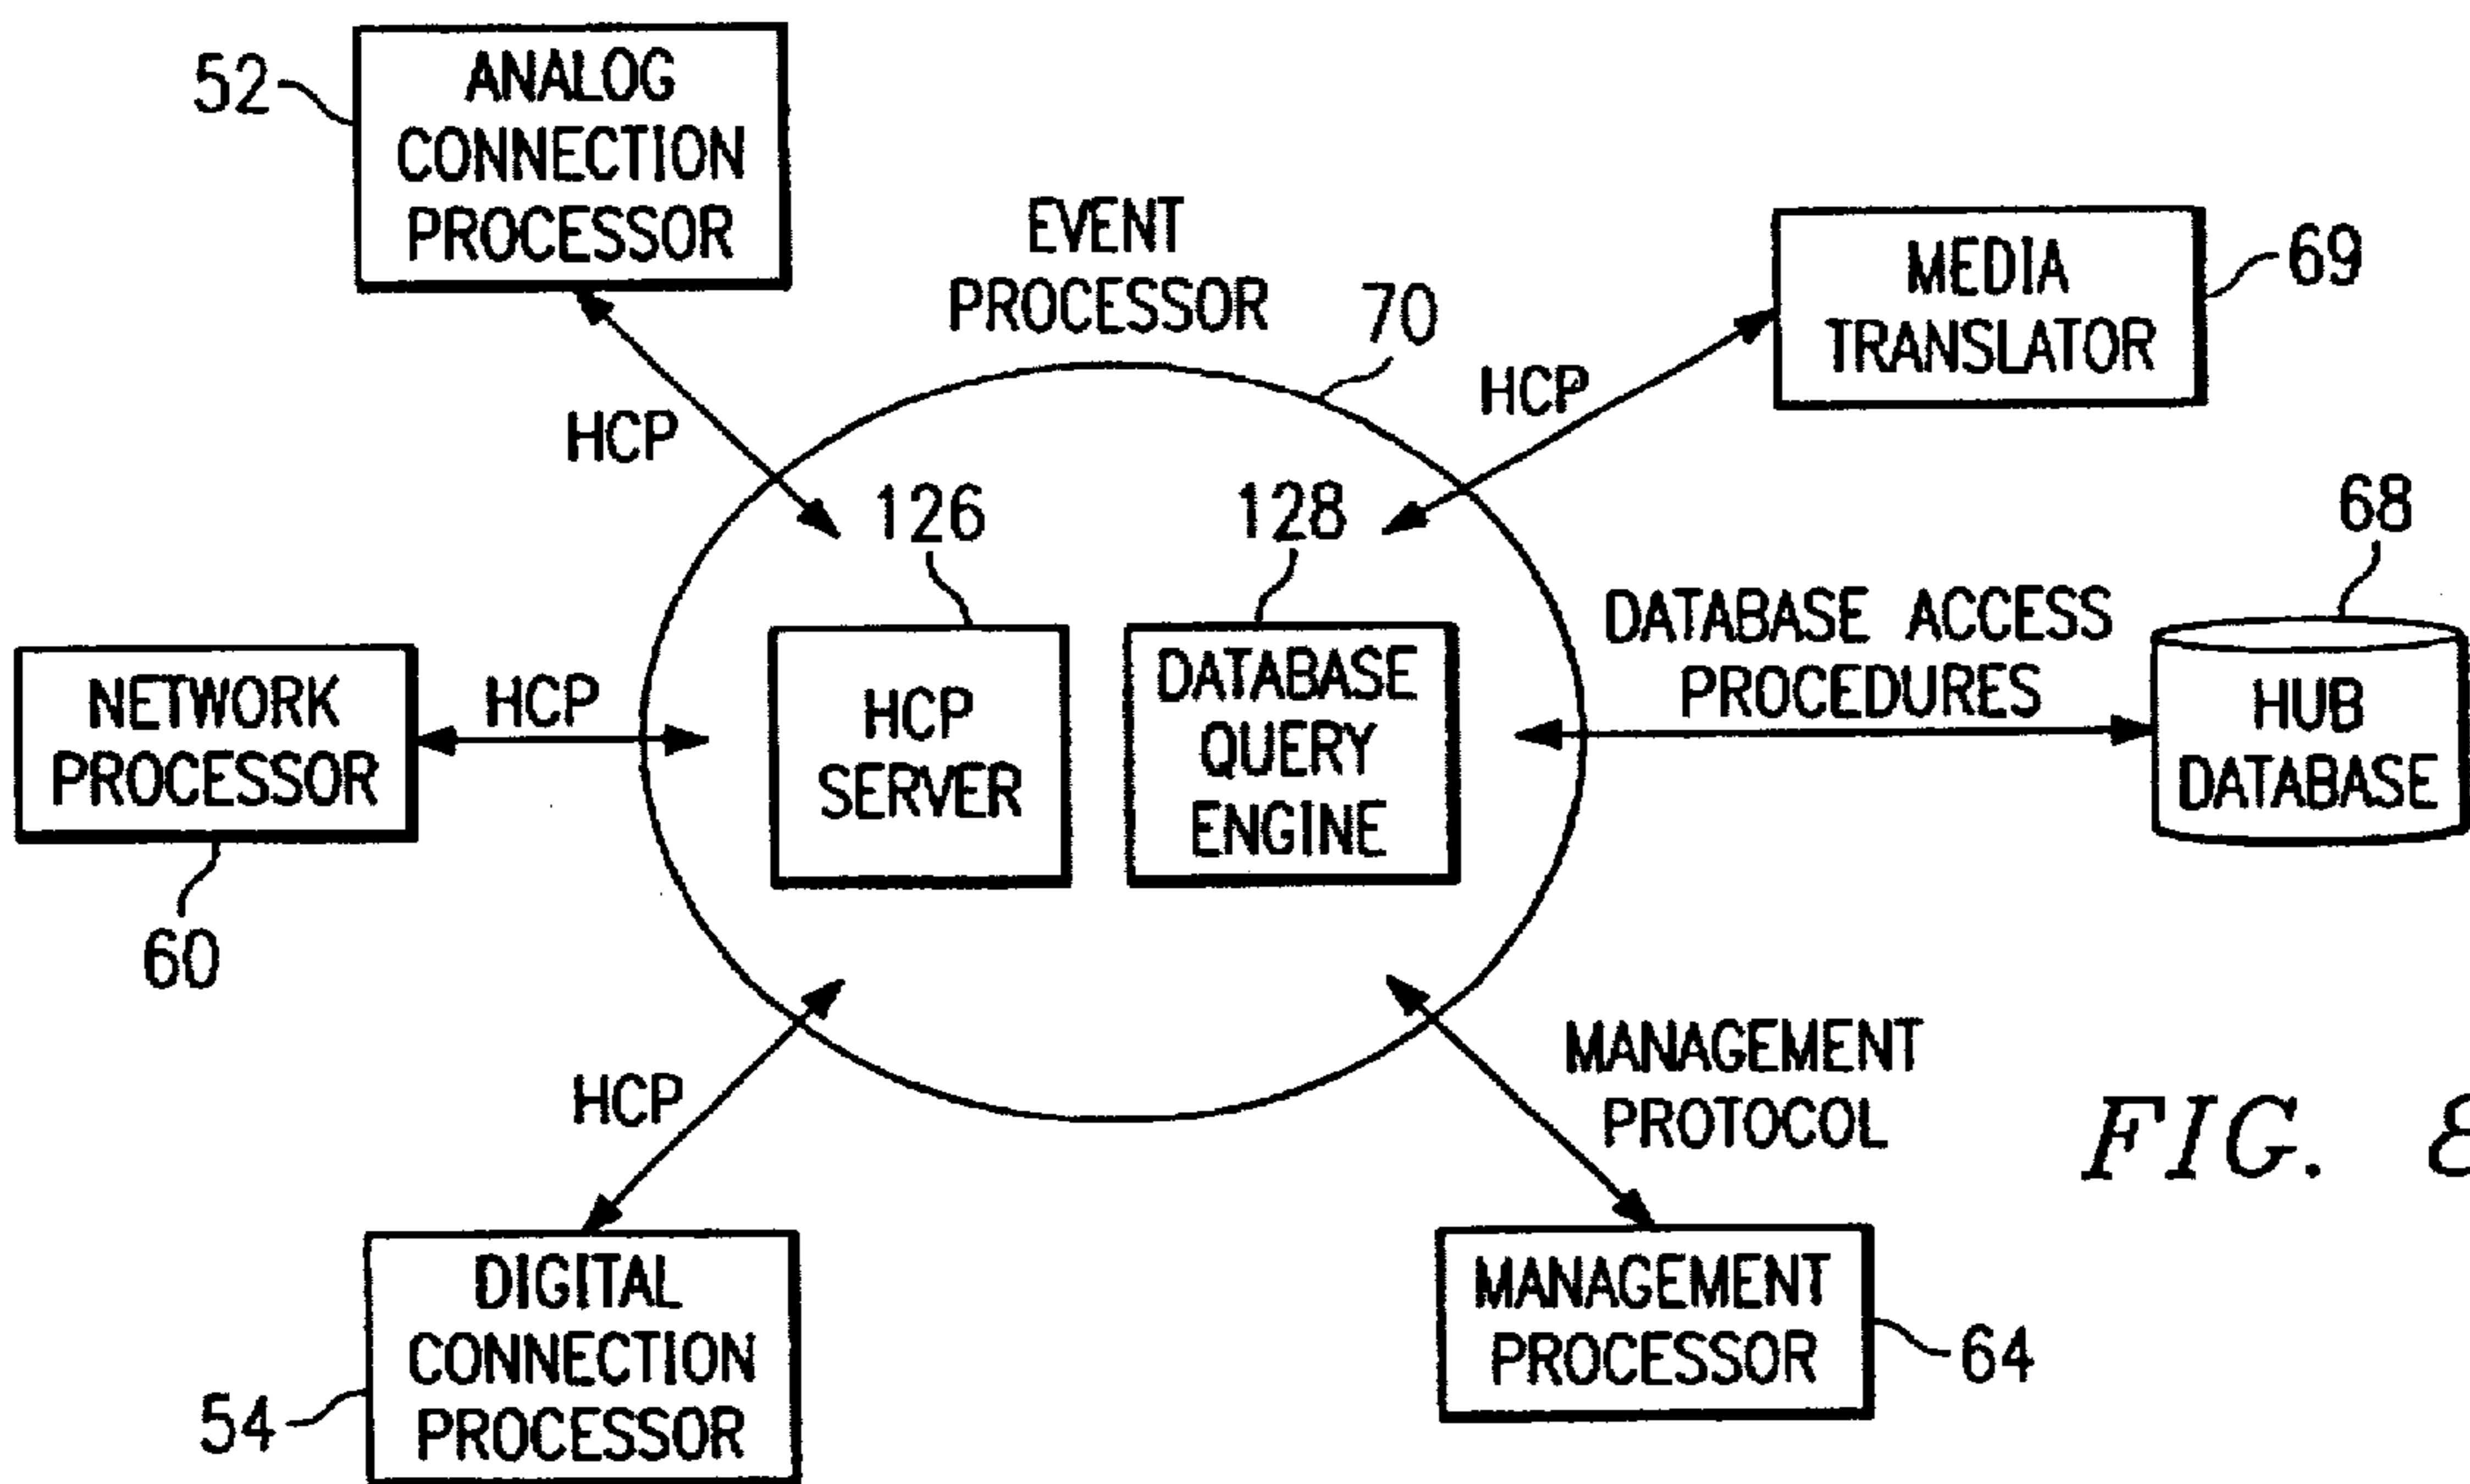 52
ANALOG
CONNECTION
PROCESSOR
EVENT
PROCESSOR
70
MEDIA
TRANSLATOR
69
HCP
HCP
126
128
68
DATABASE ACCESS
PROCEDURES
NETWORK
PROCESSOR
60
HCP
HCP
SERVER
DATABASE
QUERY
ENGINE
HUB
DATABASE
HCP
MANAGEMENT
PROTOCOL
FIG. 8
DIGITAL
CONNECTION
PROCESSOR
54
MANAGEMENT
PROCESSOR
64